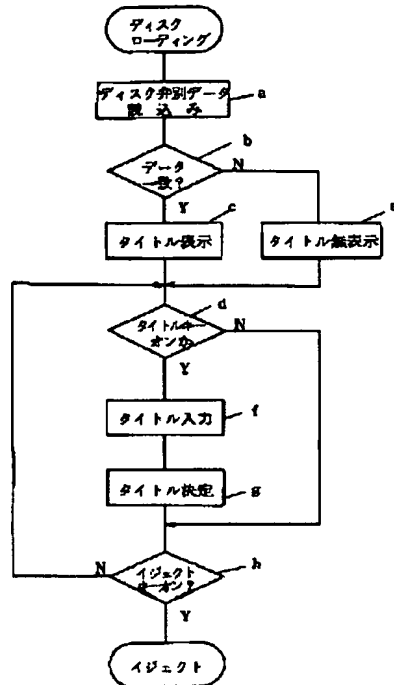 ディスク
ローディング
ディスク弁別データ
読込み
a
b
データ
一致?
N
Y
c
タイトル表示
e
タイトル無表示
d
タイトルキー
オンか
N
Y
タイトル入力
f
タイトル決定
g
イジェクト
キーオン?
h
N
Y
イジェクト